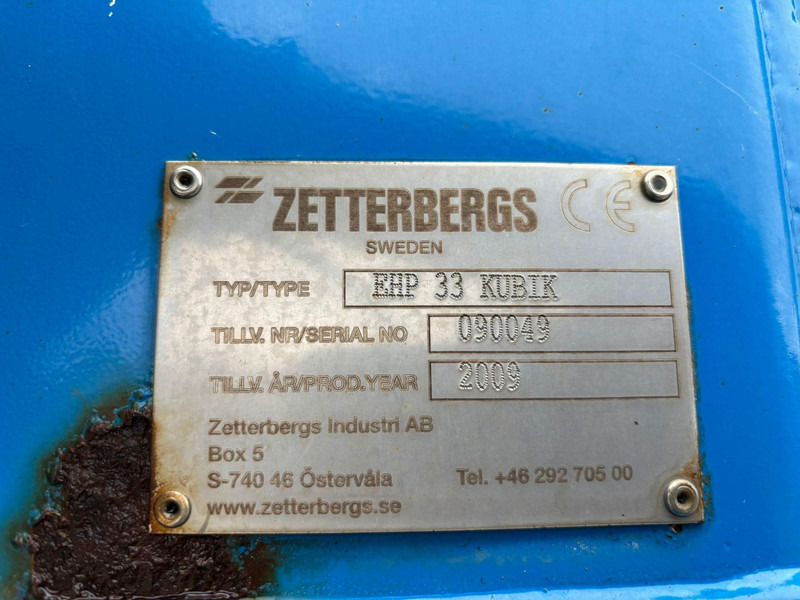 ZETTERBERGS CE
SWEDEN
TYP/TYPE EHP 33 KUBIK
TILLV. NR/SERIAL NO 090049
TILLV. ÅR/PROD.YEAR 2009
Zetterbergs Industri AB
Box 5
S-740 46 Östervåla Tel. +46 292 705 00
www.zetterbergs.se